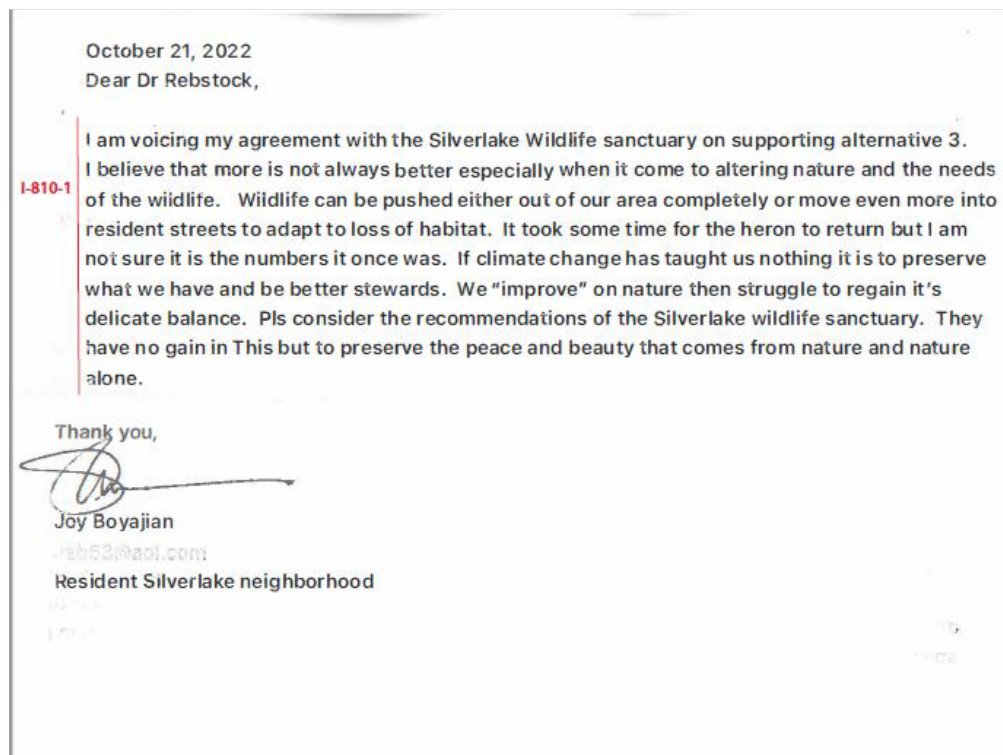 October 21, 2022
Dear Dr Rebstock,
I am voicing my agreement with the Silverlake Wildlife sanctuary on supporting alternative 3.
I believe that more is not always better especially when it come to altering nature and the needs
I-810-1
of the wiidlife.   Wildlife can be pushed either out of our area completely or move even more into
resident streets to adapt to loss of habitat.  It took some time for the heron to return but I am
not sure it is the numbers it once was.  If climate change has taught us nothing it is to preserve
what we have and be better stewards.  We “improve” on nature then struggle to regain it’s
delicate balance.  Pls consider the recommendations of the Silverlake wildlife sanctuary.  They
have no gain in This but to preserve the peace and beauty that comes from nature and nature
alone.
Thank you,
Joy Boyajian
Resident Silverlake neighborhood